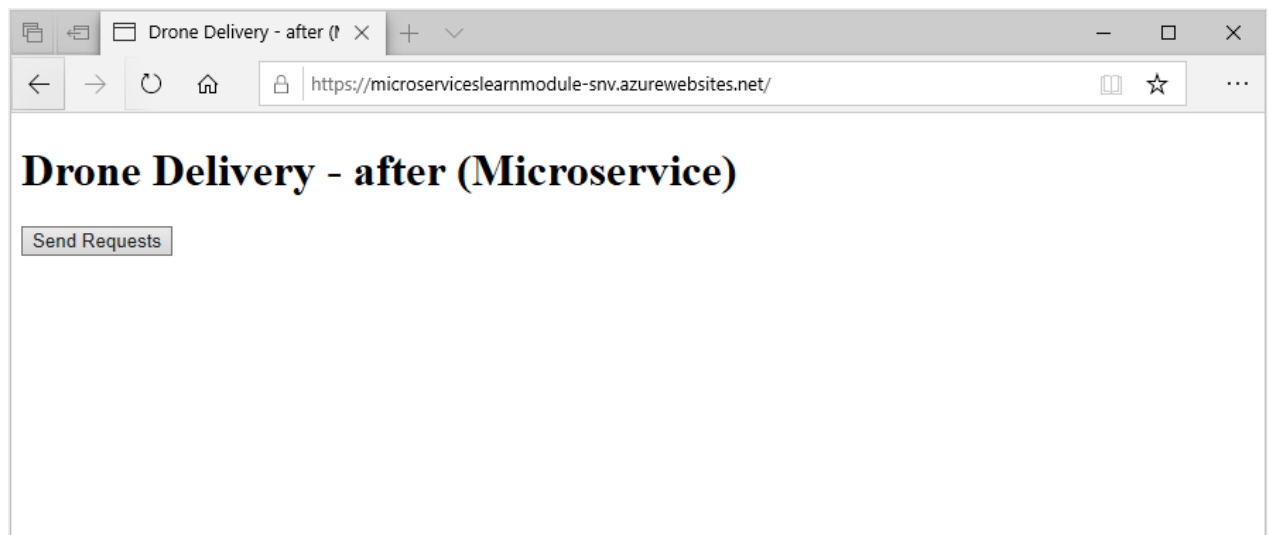 Drone Delivery - after (
https://microserviceslearnmodule-snv.azurewebsites.net/
Drone Delivery - after (Microservice)
Send Requests